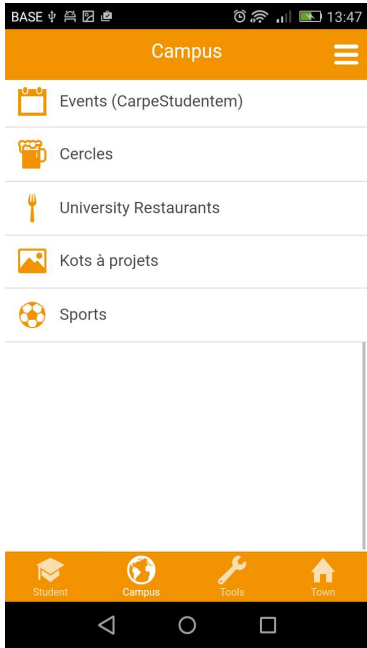 BASE 13:47
Campus
Events (CarpeStudentem)
Cercles
University Restaurants
Kots à projets
Sports
Student Campus Tools Town